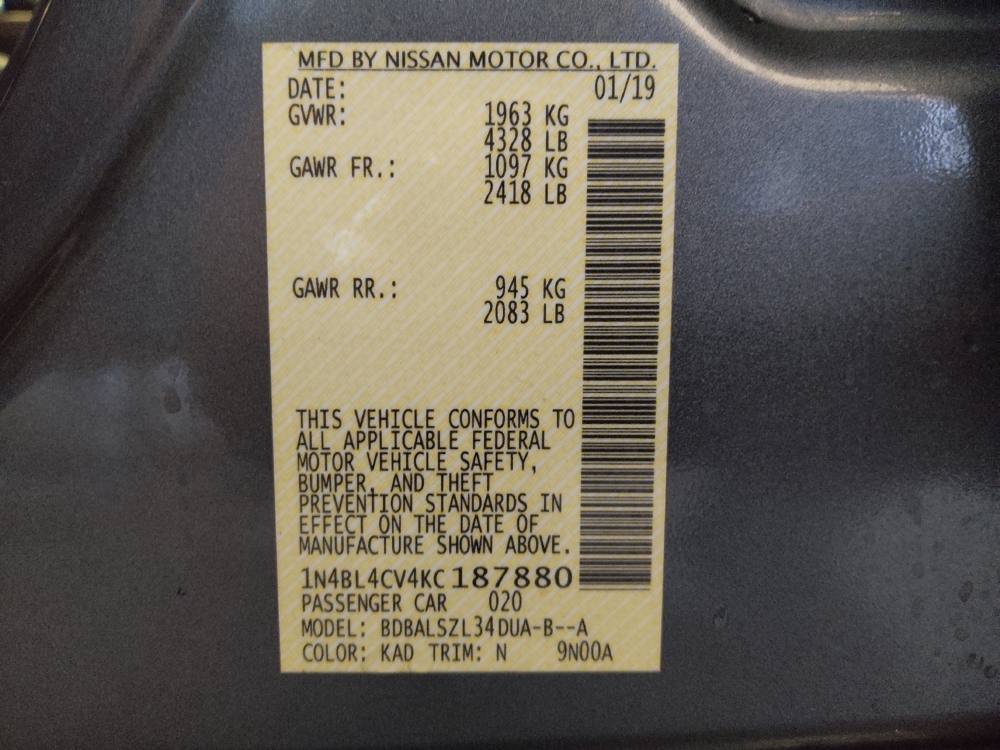 MFD BY NISSAN MOTOR CO., LTD.
DATE: 01/19
GVWR: 1963 KG
4328 LB
GAWR FR.: 1097 KG
2418 LB
GAWR RR.: 945 KG
2083 LB
THIS VEHICLE CONFORMS TO
ALL APPLICABLE FEDERAL
MOTOR VEHICLE SAFETY,
BUMPER, AND THEFT
PREVENTION STANDARDS IN
EFFECT ON THE DATE OF
MANUFACTURE SHOWN ABOVE.
1N4BL4CV4KC187880
PASSENGER CAR 020
MODEL: BDBALSZL34DUA-B--A
COLOR: KAD TRIM: N 9N00A